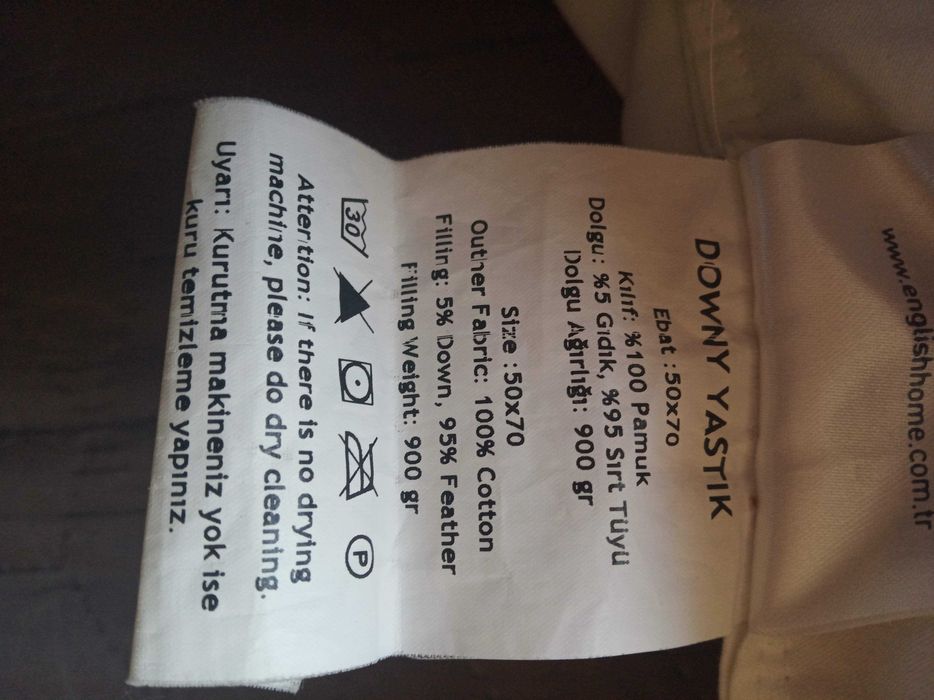 www.englishhome.com.tr
DOWNY YASTIK
Ebat :50x70
Kılıf: %100 Pamuk
Dolgu: %5 Gıdık, %95 Sırt Tüyü
Dolgu Ağırlığı: 900 gr
Size :50x70
Outher Fabric: 100% Cotton
Filling: 5% Down, 95% Feather
Filling Weight: 900 gr
30 P
Attention: If there is no drying
machine, please do dry cleaning.
Uyarı: Kurutma makineniz yok ise
kuru temizleme yapınız.